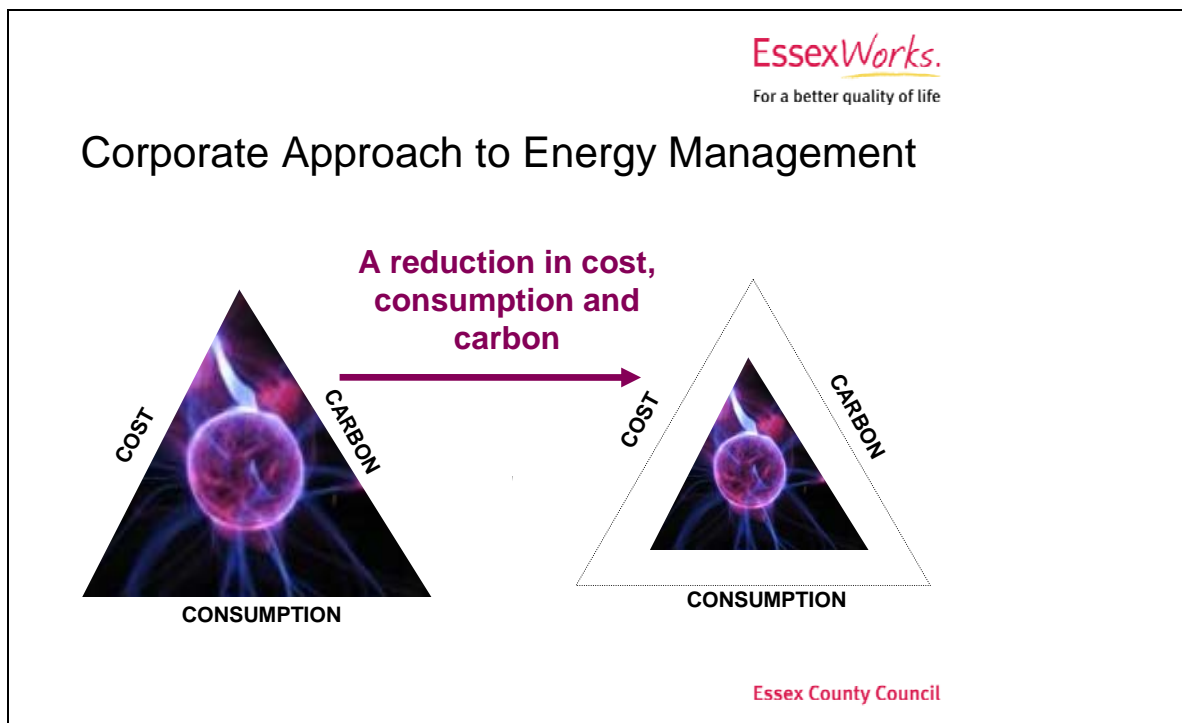 EssexWorks.
For a better quality of life
Corporate Approach to Energy Management
A reduction in cost,
consumption and
carbon
COST
CARBON
CONSUMPTION
COST
CARBON
CONSUMPTION
Essex County Council